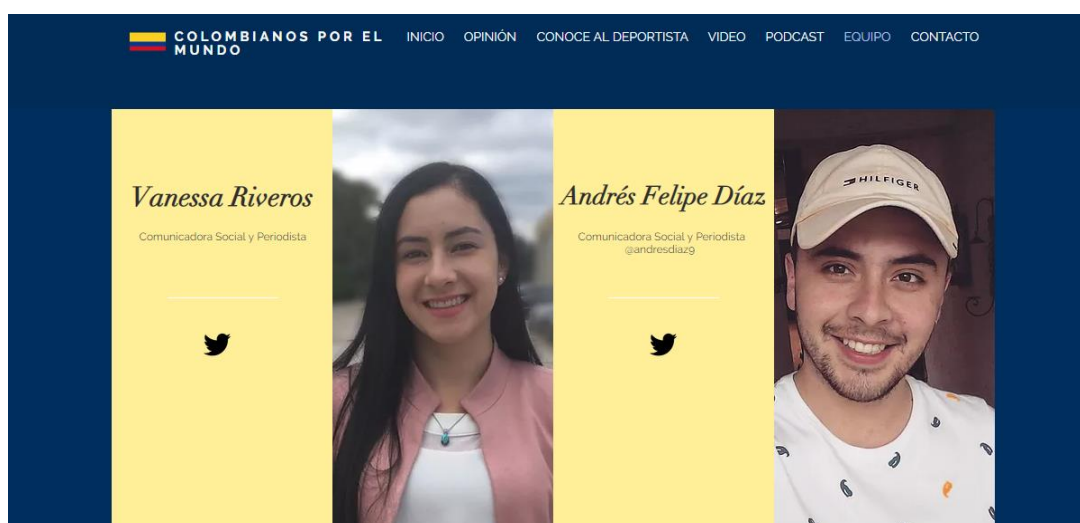 COLOMBIANOS POR EL
MUNDO
INICIO OPINIÓN CONOCE AL DEPORTISTA VIDEO PODCAST EQUIPO CONTACTO
Vanessa Riveros
Comunicadora Social y Periodista
Andrés Felipe Díaz
Comunicadora Social y Periodista
@andresdiaz9
HILFIGER